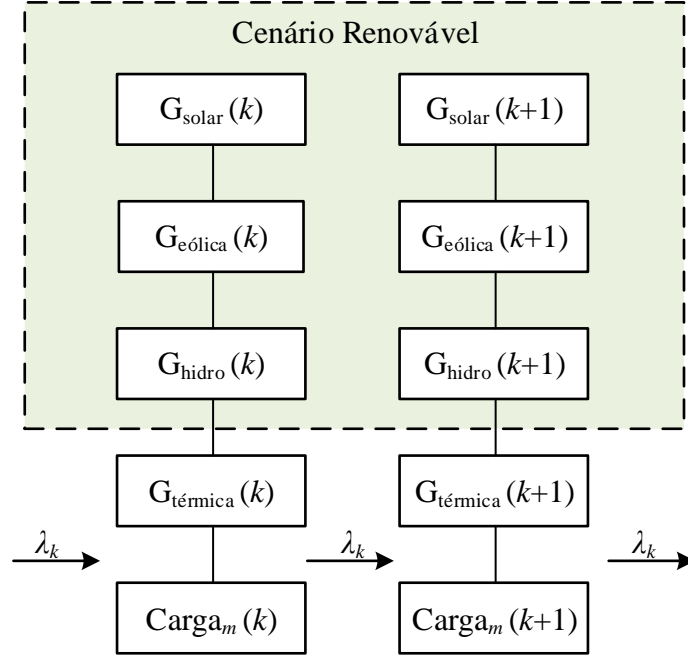 Cenário Renovável
G_solar (k) G_solar (k+1)
G_eólica (k) G_eólica (k+1)
G_hidro (k) G_hidro (k+1)
G_térmica (k) G_térmica (k+1)
λ_k λ_k λ_k
Carga_m (k) Carga_m (k+1)